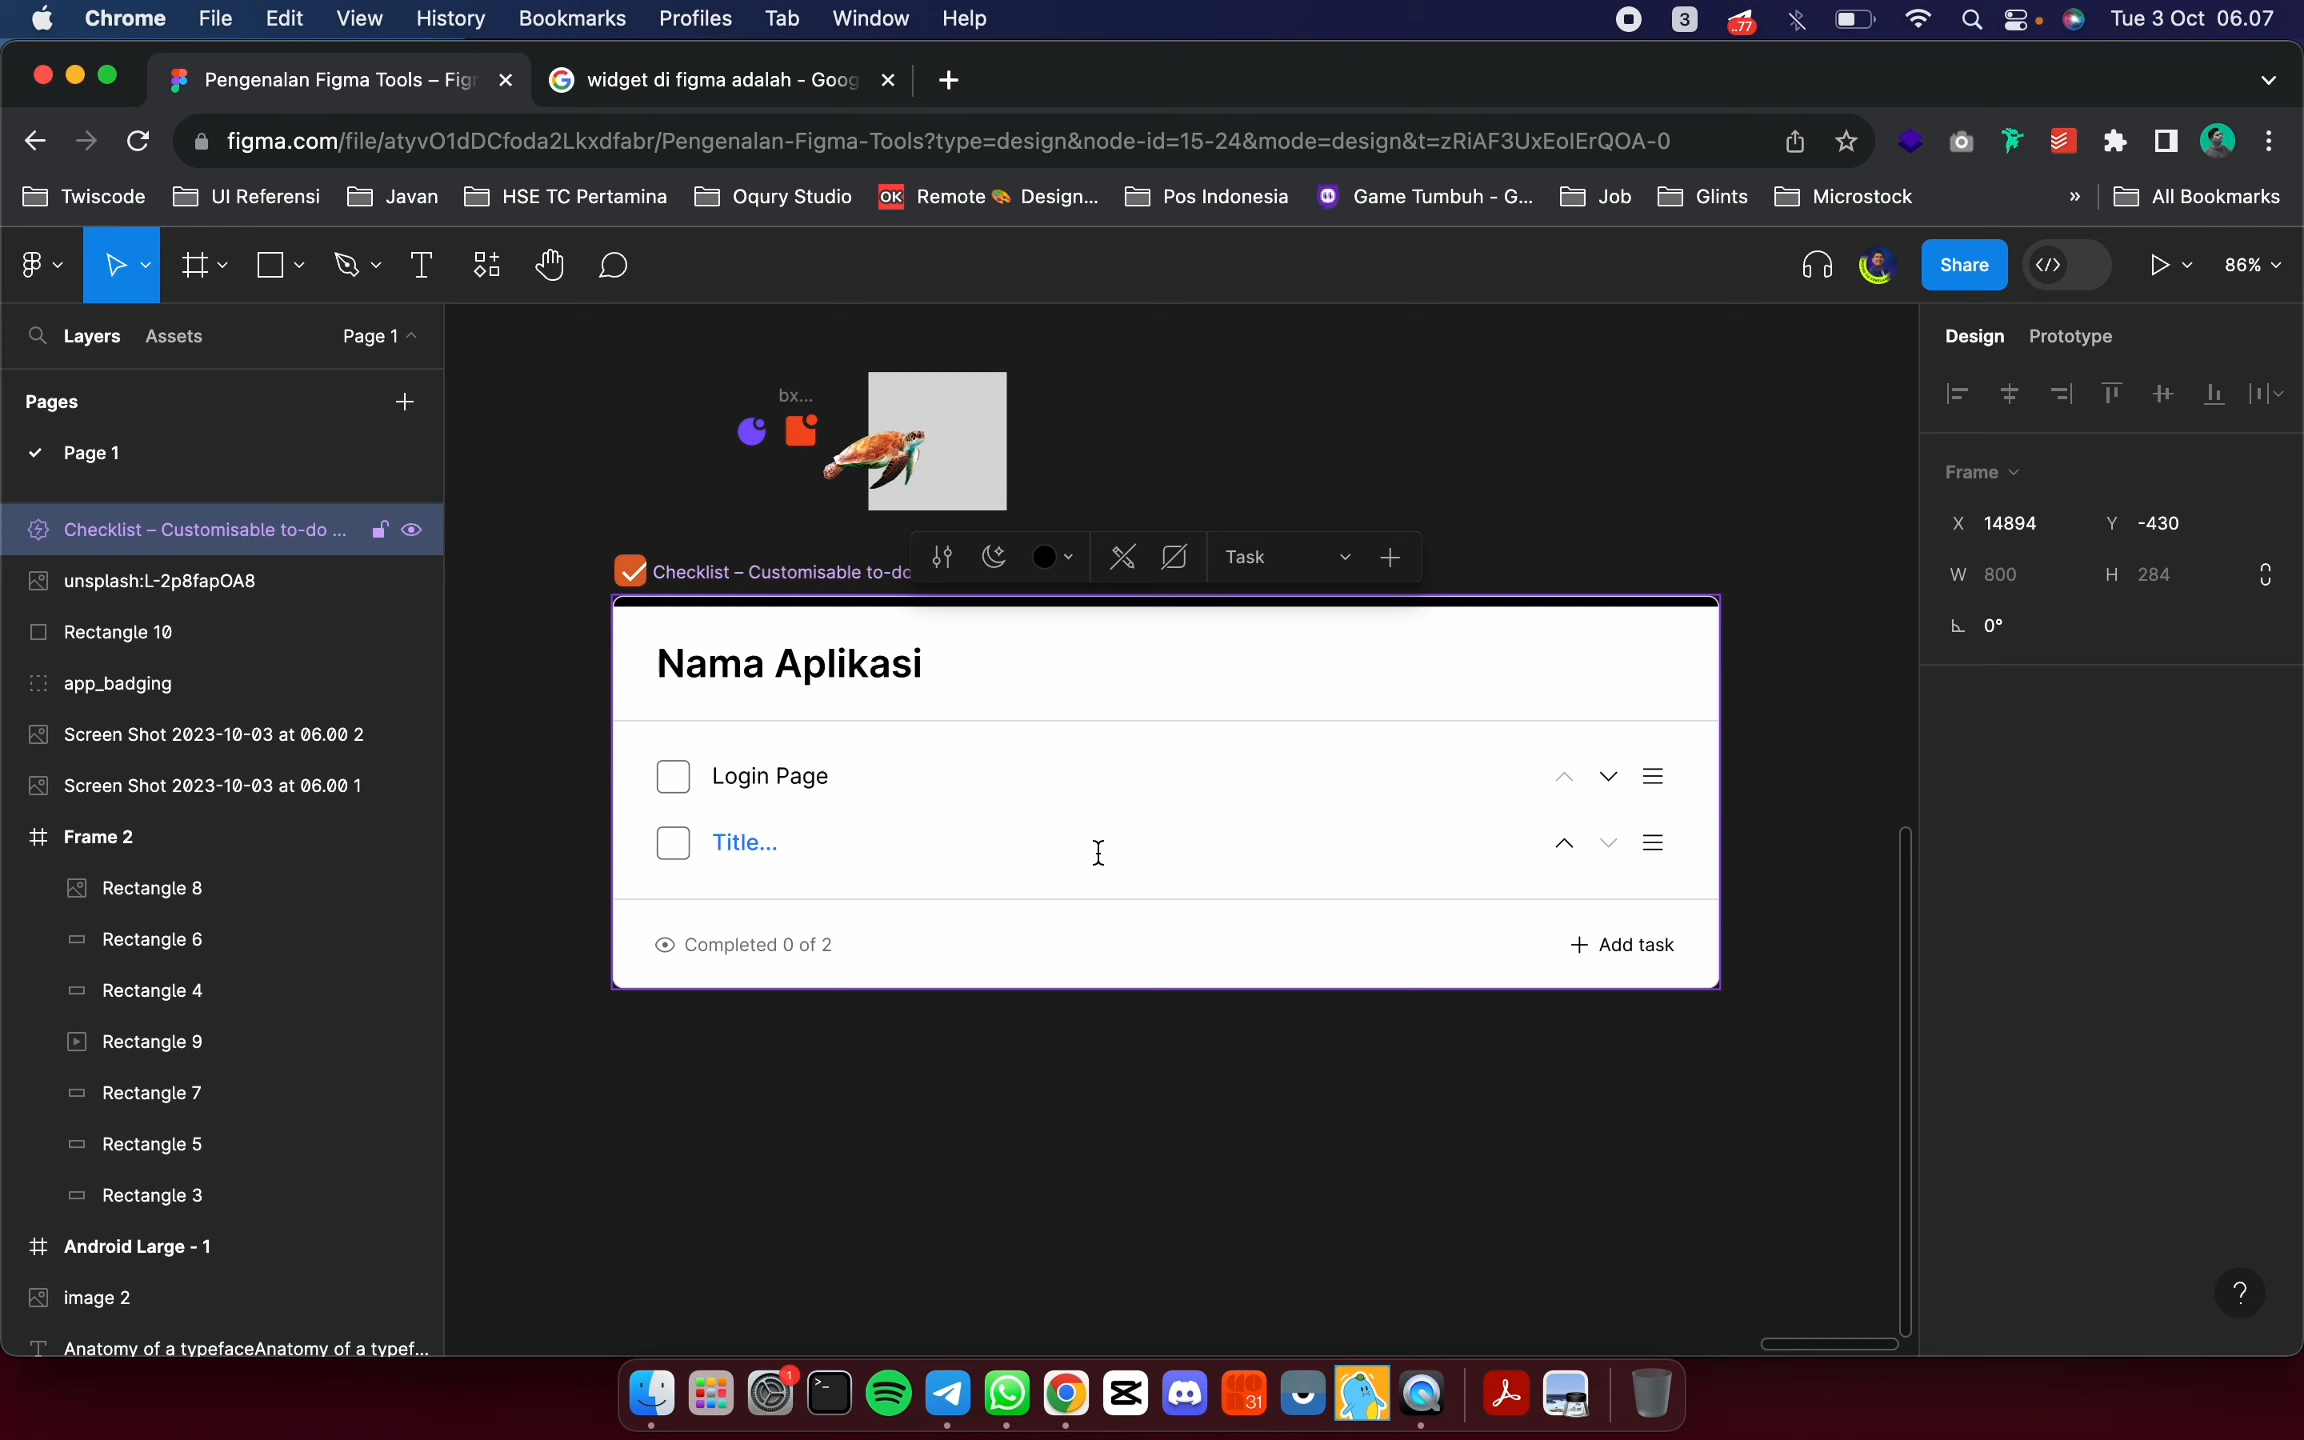 Chrome File Edit View History Bookmarks Profiles Tab Window Help 3 ..77 Tue 3 Oct 06.07
Pengenalan Figma Tools – Fig widget di figma adalah - Goog
figma.com/file/atyvO1dDCfoda2Lkxdfabr/Pengenalan-Figma-Tools?type=design&node-id=15-24&mode=design&t=zRiAF3UxEolErQOA-0
Twiscode UI Referensi Javan HSE TC Pertamina Oqury Studio OK Remote Design... Pos Indonesia Game Tumbuh - G... Job Glints Microstock » All Bookmarks
Share 86%
Layers Assets Page 1
Design Prototype
Pages
Page 1
Checklist – Customisable to-do ...
unsplash:L-2p8fapOA8
Rectangle 10
app_badging
Screen Shot 2023-10-03 at 06.00 2
Screen Shot 2023-10-03 at 06.00 1
Frame 2
Rectangle 8
Rectangle 6
Rectangle 4
Rectangle 9
Rectangle 7
Rectangle 5
Rectangle 3
Android Large - 1
image 2
Anatomy of a typefaceAnatomy of a typef...
bx...
Checklist – Customisable to-do
Task
Nama Aplikasi
Login Page
Title...
Completed 0 of 2
Add task
Frame
X 14894 Y -430
W 800 H 284
0°
?
1
31